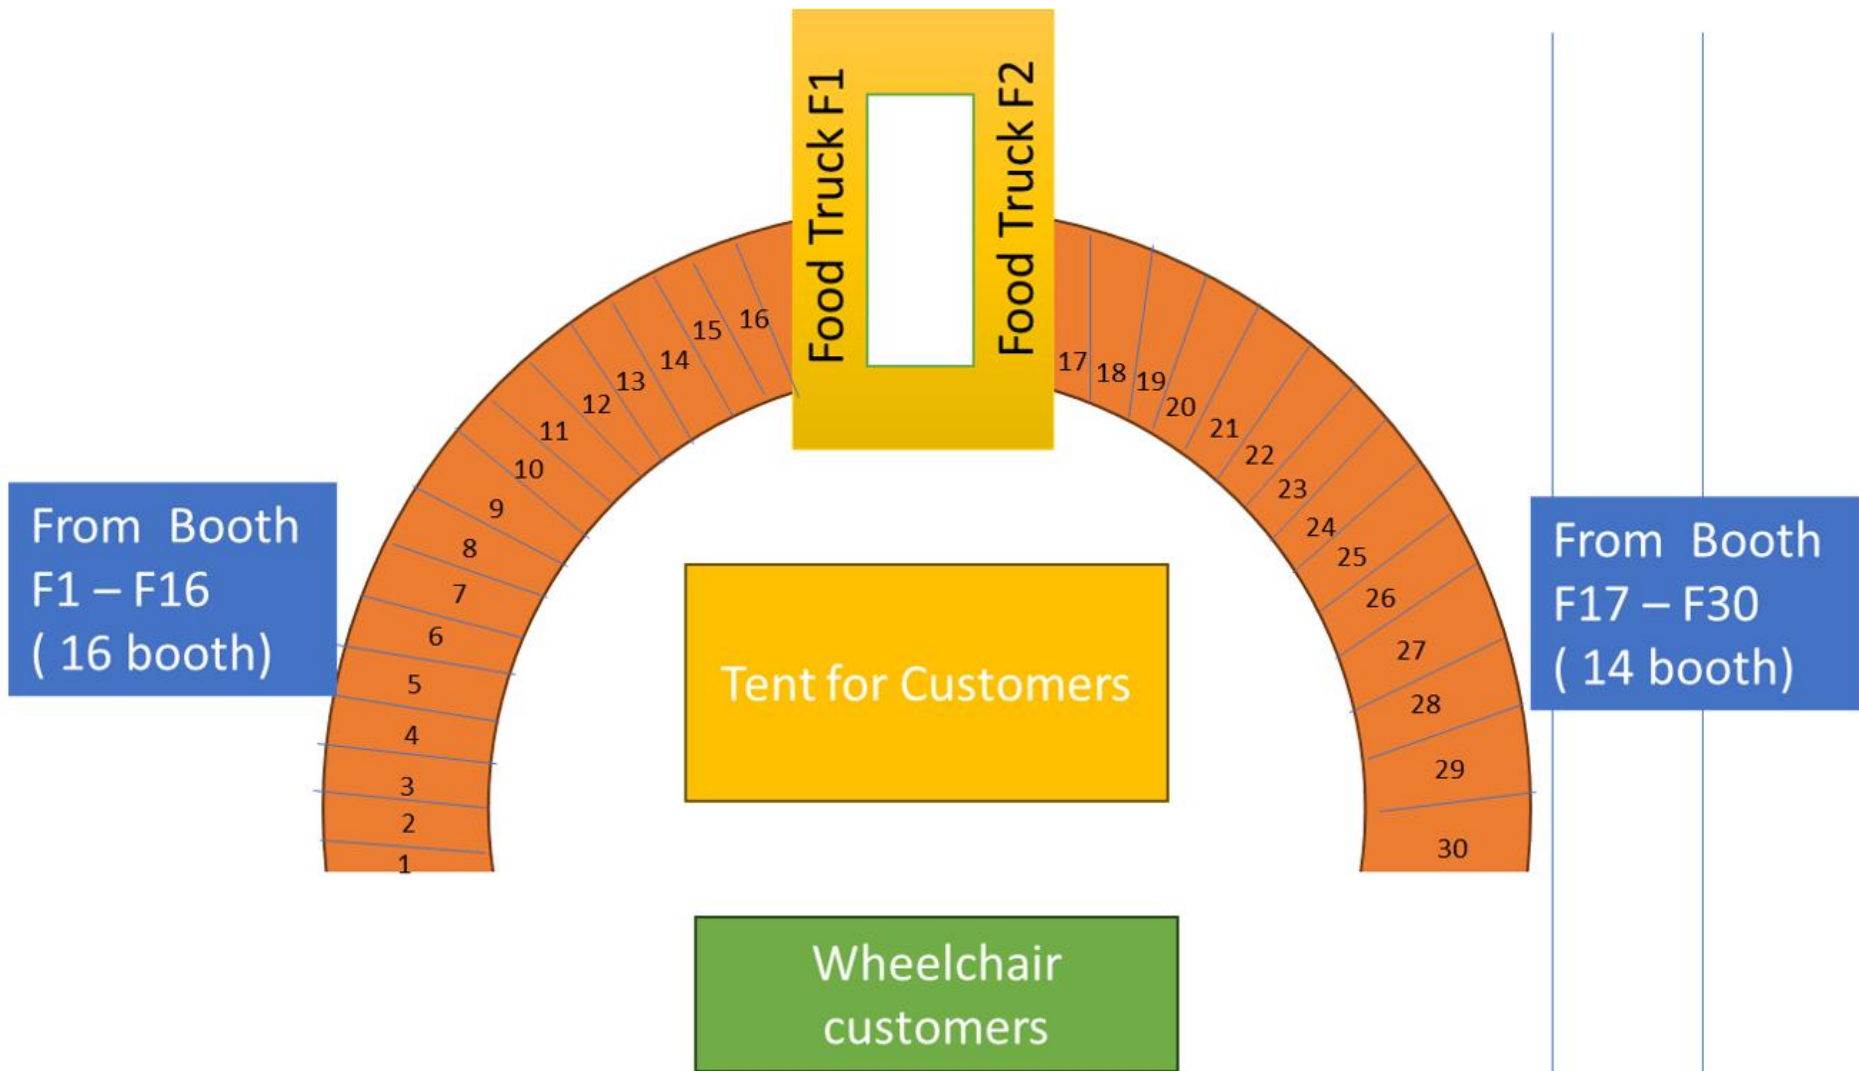 Food Truck F1
Food Truck F2
16
15
14
13
12
11
10
9
8
7
6
5
4
3
2
1
17
18
19
20
21
22
23
24
25
26
27
28
29
30
From Booth
F1 – F16
( 16 booth)
From Booth
F17 – F30
( 14 booth)
Tent for Customers
Wheelchair
customers